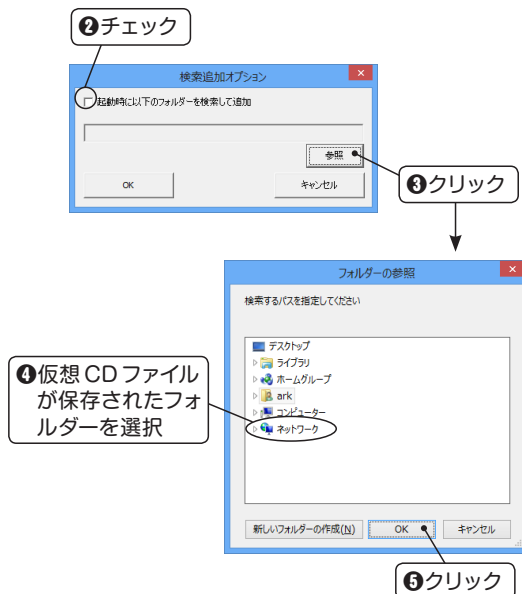 ❷チェック
検索追加オプション
起動時に以下のフォルダーを検索して追加
参照
OK
キャンセル
❸クリック
フォルダーの参照
検索するパスを指定してください
デスクトップ
ライブラリ
ホームグループ
ark
コンピューター
ネットワーク
❹仮想 CD ファイル
が保存されたフォ
ルダーを選択
新しいフォルダーの作成(N)
OK
キャンセル
❺クリック